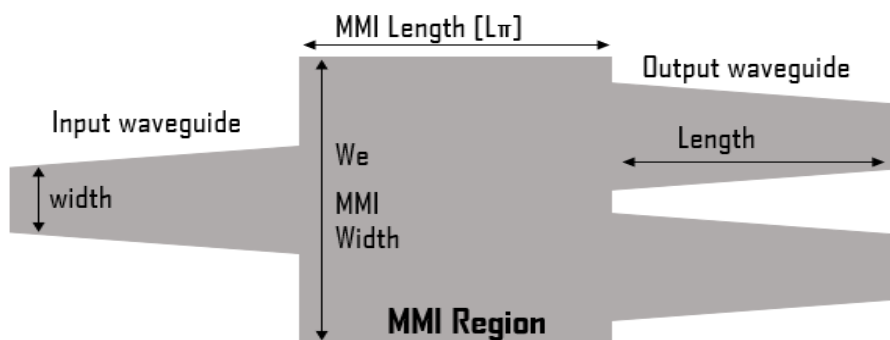 MMI Length [Lπ]
Output waveguide
Input waveguide
Length
We
MMI
Width
width
MMI Region